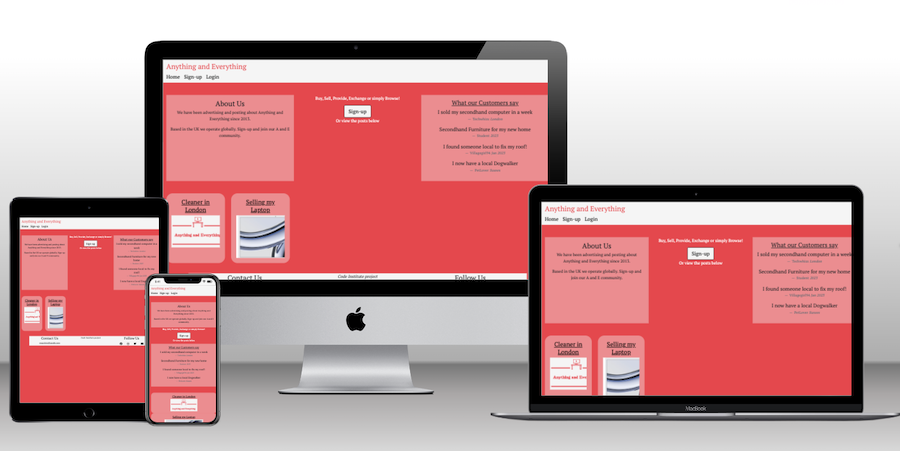 Anything and Everything
Home Sign-up Login
About Us
We have been advertising and posting about Anything and
Everything since 2013.
Based in the UK we operate globally. Sign-up and join our A and E
community.
Buy, Sell, Provide, Exchange or simply Browse!
Sign-up
Or view the posts below
What our Customers say
I sold my secondhand computer in a week
Secondhand Furniture for my new home
— Student 2023
I found someone local to fix my roof!
I now have a local Dogwalker
Cleaner in
London
Anything and Everything
Selling my
Laptop
Contact Us
Code Institute project
Follow Us
Anything and Everything
Home Sign-up Login
About Us
We have been advertising and posting about Anything and
Everything since 2013.
Based in the UK we operate globally. Sign-up and
join our A and E community.
Buy, Sell, Provide, Exchange or simply Browse!
Sign-up
Or view the posts below
What our Customers say
I sold my secondhand computer in a week
Secondhand Furniture for my new home
— Student 2023
I found someone local to fix my roof!
I now have a local Dogwalker
Cleaner in
London
Anything and Ever
Selling my
Laptop
MacBook
Anything and Everything
Home Sign-up Login
About Us
Sign-up
What our Customers say
Cleaner in
London
Selling my
Laptop
Contact Us
Follow Us
Anything and Everything
Home Sign-up Login
About Us
Sign-up
What our Customers say
Cleaner in London
Selling my Laptop